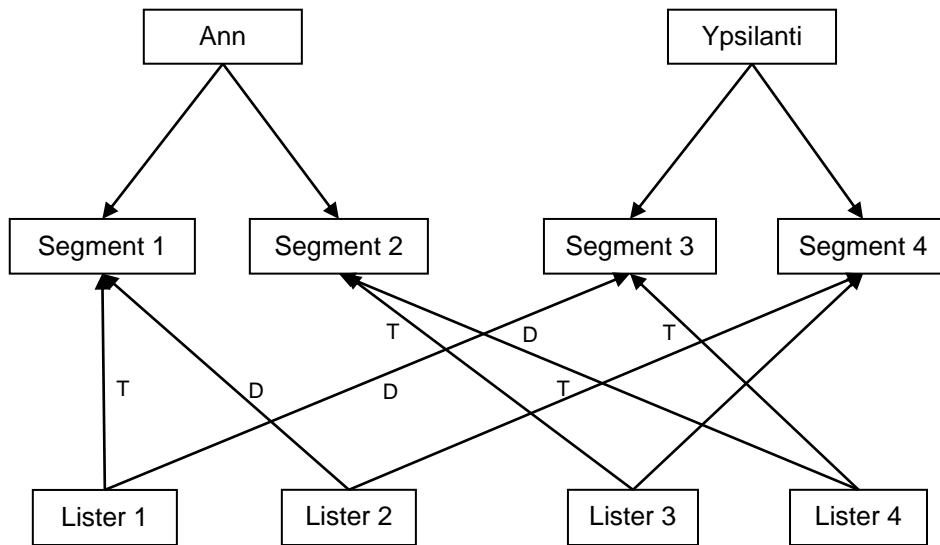 Ann
Ypsilanti
Segment 1
Segment 2
Segment 3
Segment 4
T
D
T
T
D
D
T
Lister 1
Lister 2
Lister 3
Lister 4